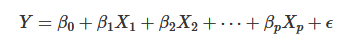 Y = β₀ + β₁X₁ + β₂X₂ + ⋯ + βₚXₚ + ϵ